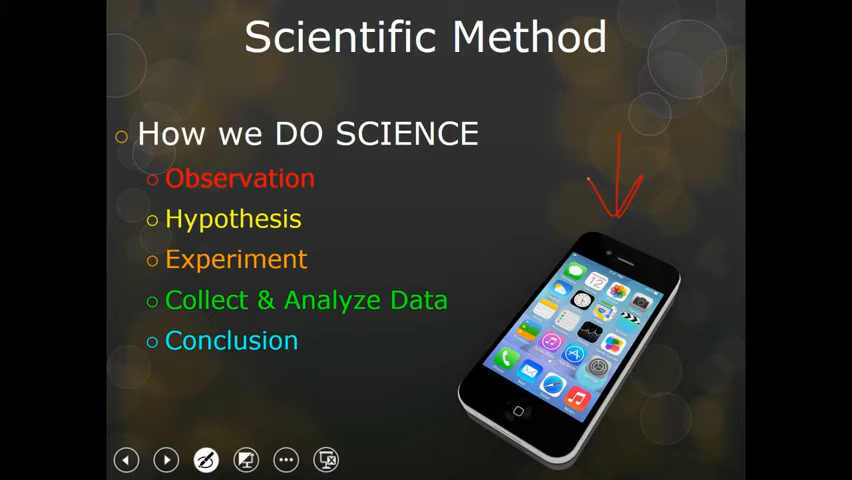 Scientific Method
How we DO SCIENCE
Observation
Hypothesis
Experiment
Collect & Analyze Data
Conclusion